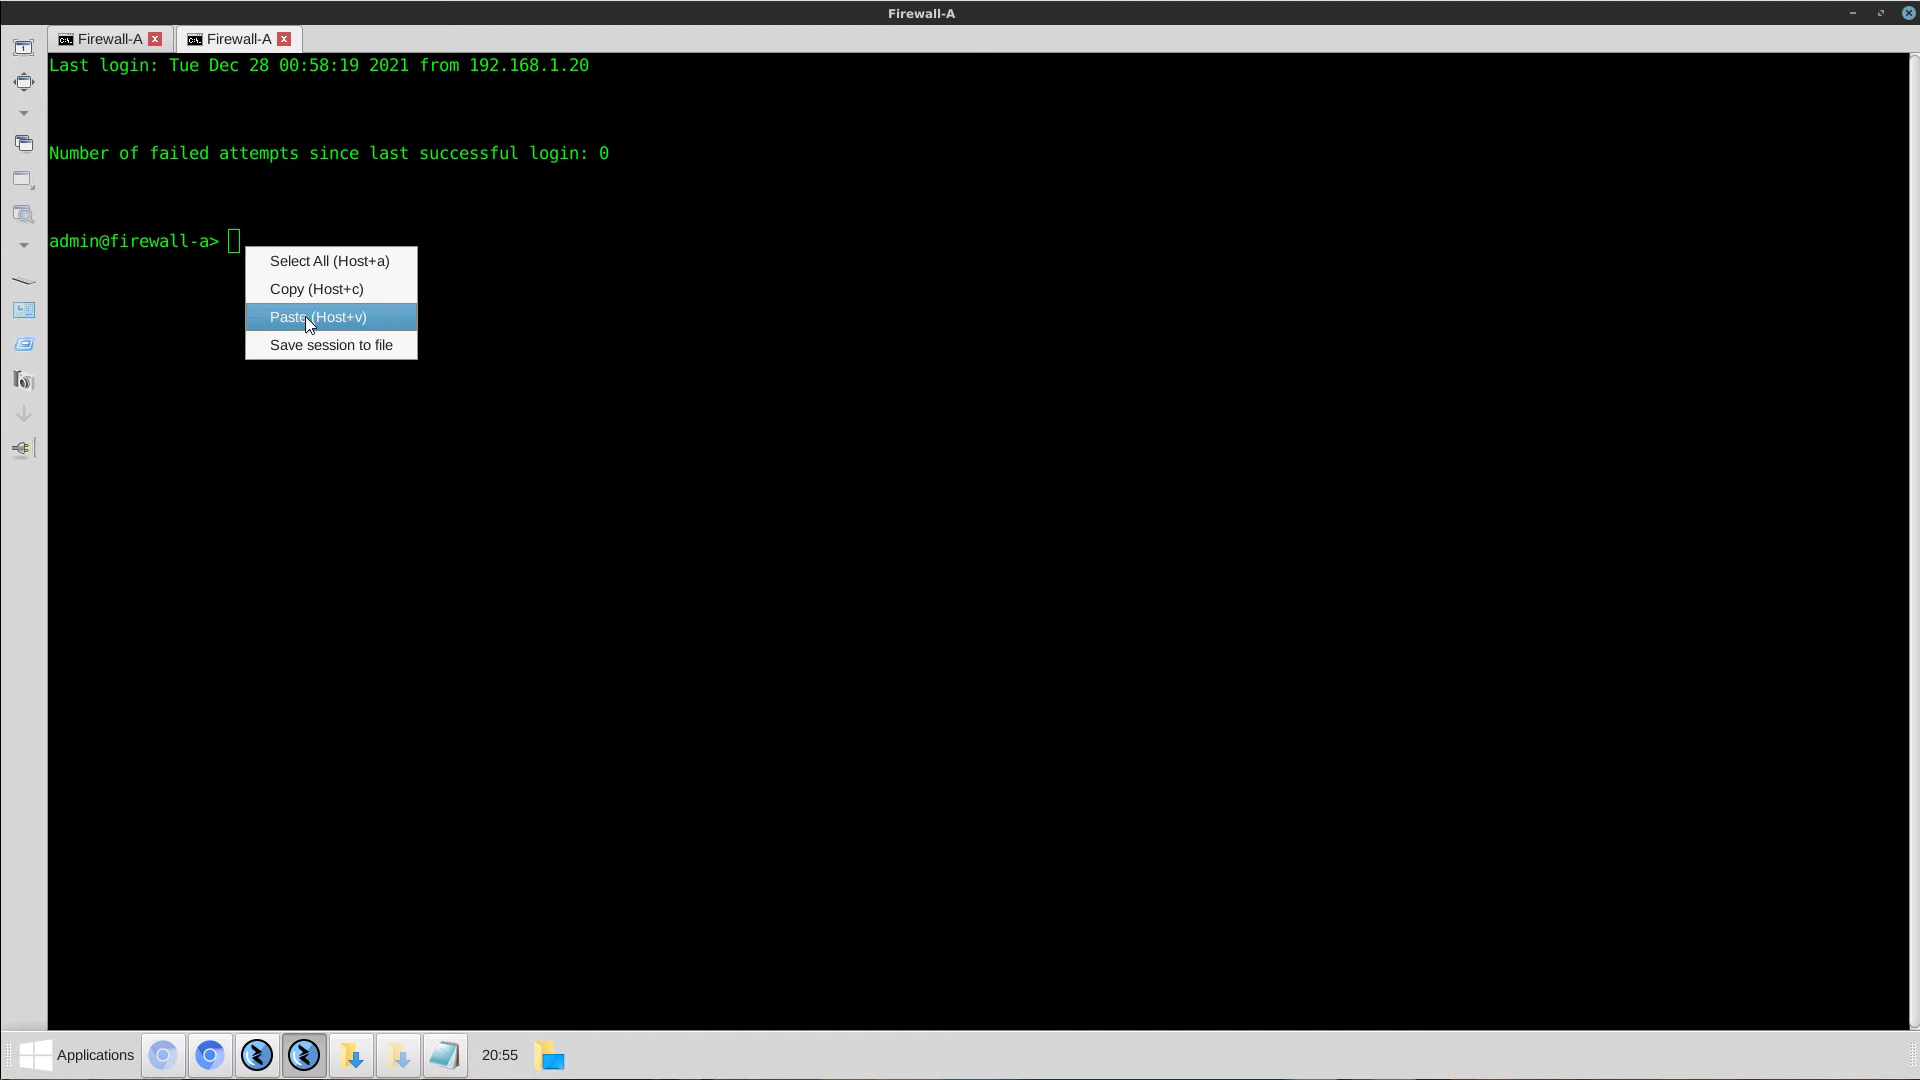 Firewall-A
Firewall-A
Firewall-A
Last login: Tue Dec 28 00:58:19 2021 from 192.168.1.20
Number of failed attempts since last successful login: 0
admin@firewall-a>
Select All (Host+a)
Copy (Host+c)
Paste (Host+v)
Save session to file
Applications
20:55